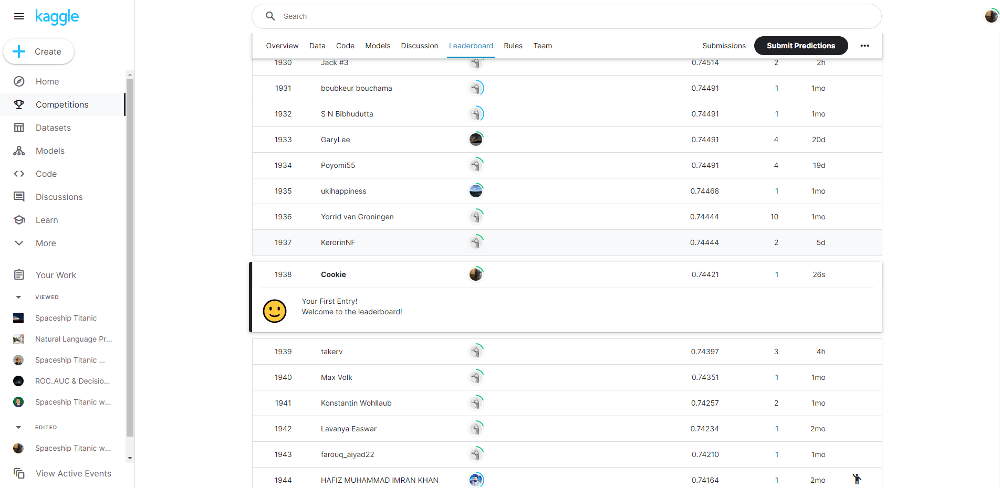 kaggle
Search
Create
Home
Competitions
Datasets
Models
Code
Discussions
Learn
More
Your Work
VIEWED
Spaceship Titanic
Natural Language Pr...
Spaceship Titanic ...
ROC_AUC & Decisio...
Spaceship Titanic w...
EDITED
Spaceship Titanic w...
View Active Events
Overview Data Code Models Discussion Leaderboard Rules Team Submissions Submit Predictions
1930 Jack #3 0.74514 2 2h
1931 boubkeur bouchama 0.74491 1 1mo
1932 S N Bibhudutta 0.74491 1 1mo
1933 GaryLee 0.74491 4 20d
1934 Poyomi55 0.74491 4 19d
1935 ukihappiness 0.74468 1 1mo
1936 Yorrid van Groningen 0.74444 10 1mo
1937 KerorinNF 0.74444 2 5d
1938 Cookie 0.74421 1 26s
Your First Entry!
Welcome to the leaderboard!
1939 takerv 0.74397 3 4h
1940 Max Volk 0.74351 1 1mo
1941 Konstantin Wohllaub 0.74257 2 1mo
1942 Lavanya Easwar 0.74234 1 2mo
1943 farouq_aiyad22 0.74210 1 1mo
1944 HAFIZ MUHAMMAD IMRAN KHAN 0.74164 1 2mo